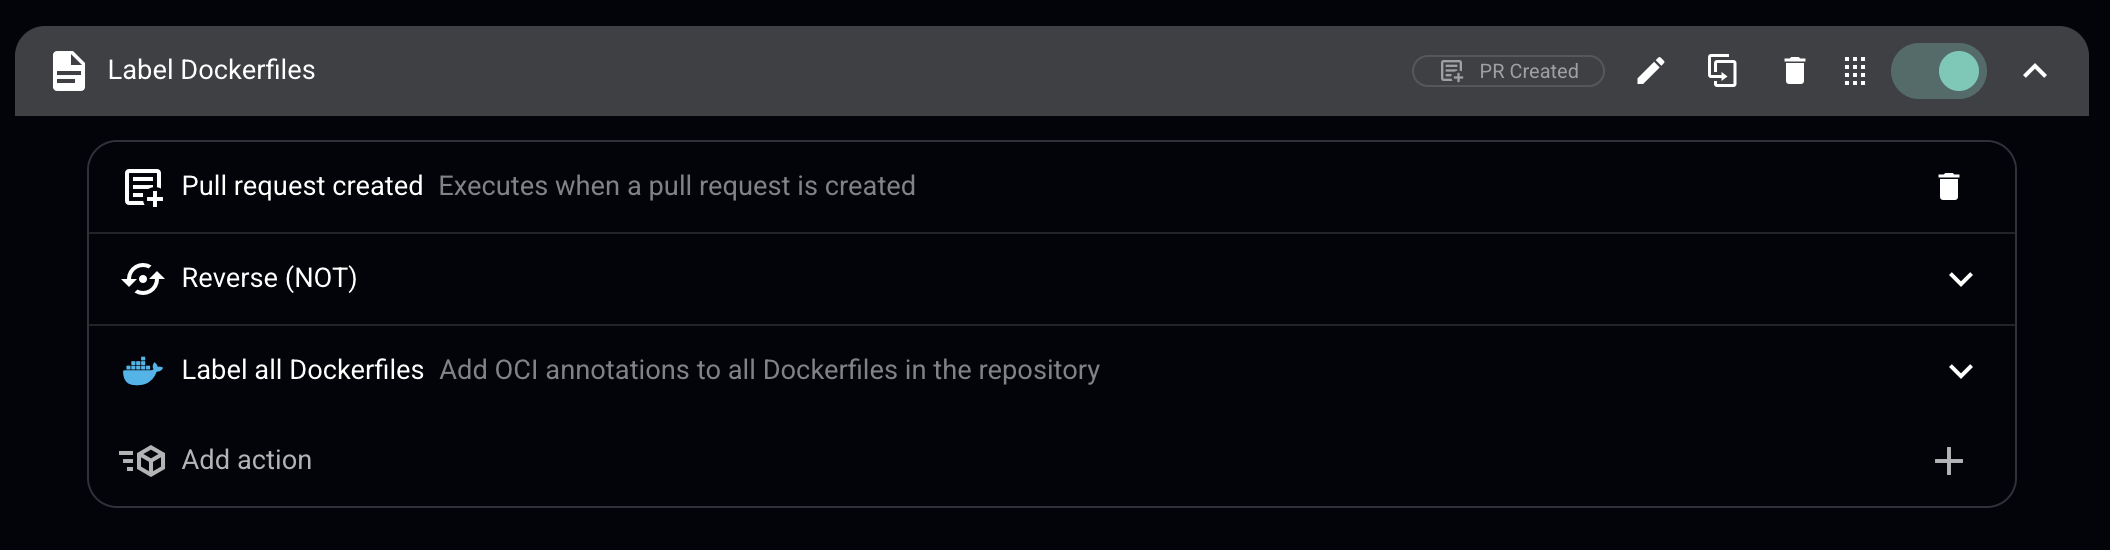 Label Dockerfiles
PR Created
Pull request created Executes when a pull request is created
Reverse (NOT)
Label all Dockerfiles Add OCI annotations to all Dockerfiles in the repository
Add action